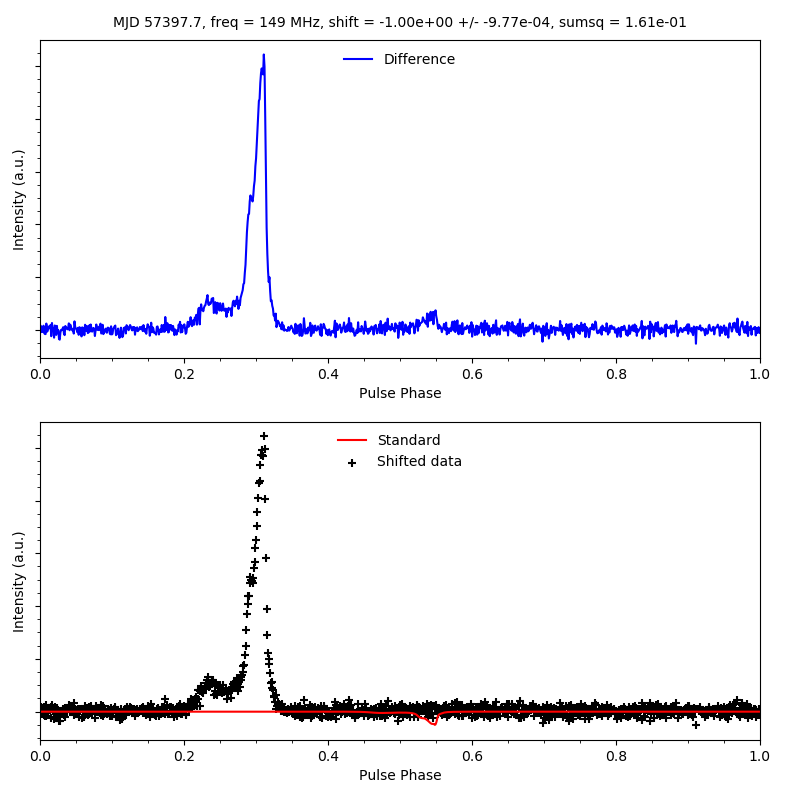 MJD 57397.7, freq = 149 MHz, shift = -1.00e+00 +/- -9.77e-04, sumsq = 1.61e-01
Difference
Intensity (a.u.)
0.0 0.2 0.4 0.6 0.8 1.0
Pulse Phase
Standard
Shifted data
Intensity (a.u.)
0.0 0.2 0.4 0.6 0.8 1.0
Pulse Phase